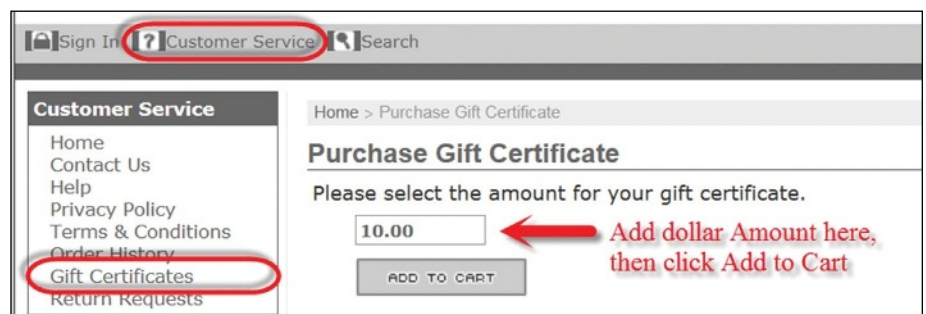 Sign In ? Customer Service Search
Customer Service
Home
Contact Us
Help
Privacy Policy
Terms & Conditions
Order History
Gift Certificates
Return Requests
Home > Purchase Gift Certificate
Purchase Gift Certificate
Please select the amount for your gift certificate.
10.00
ADD TO CART
Add dollar Amount here,
then click Add to Cart